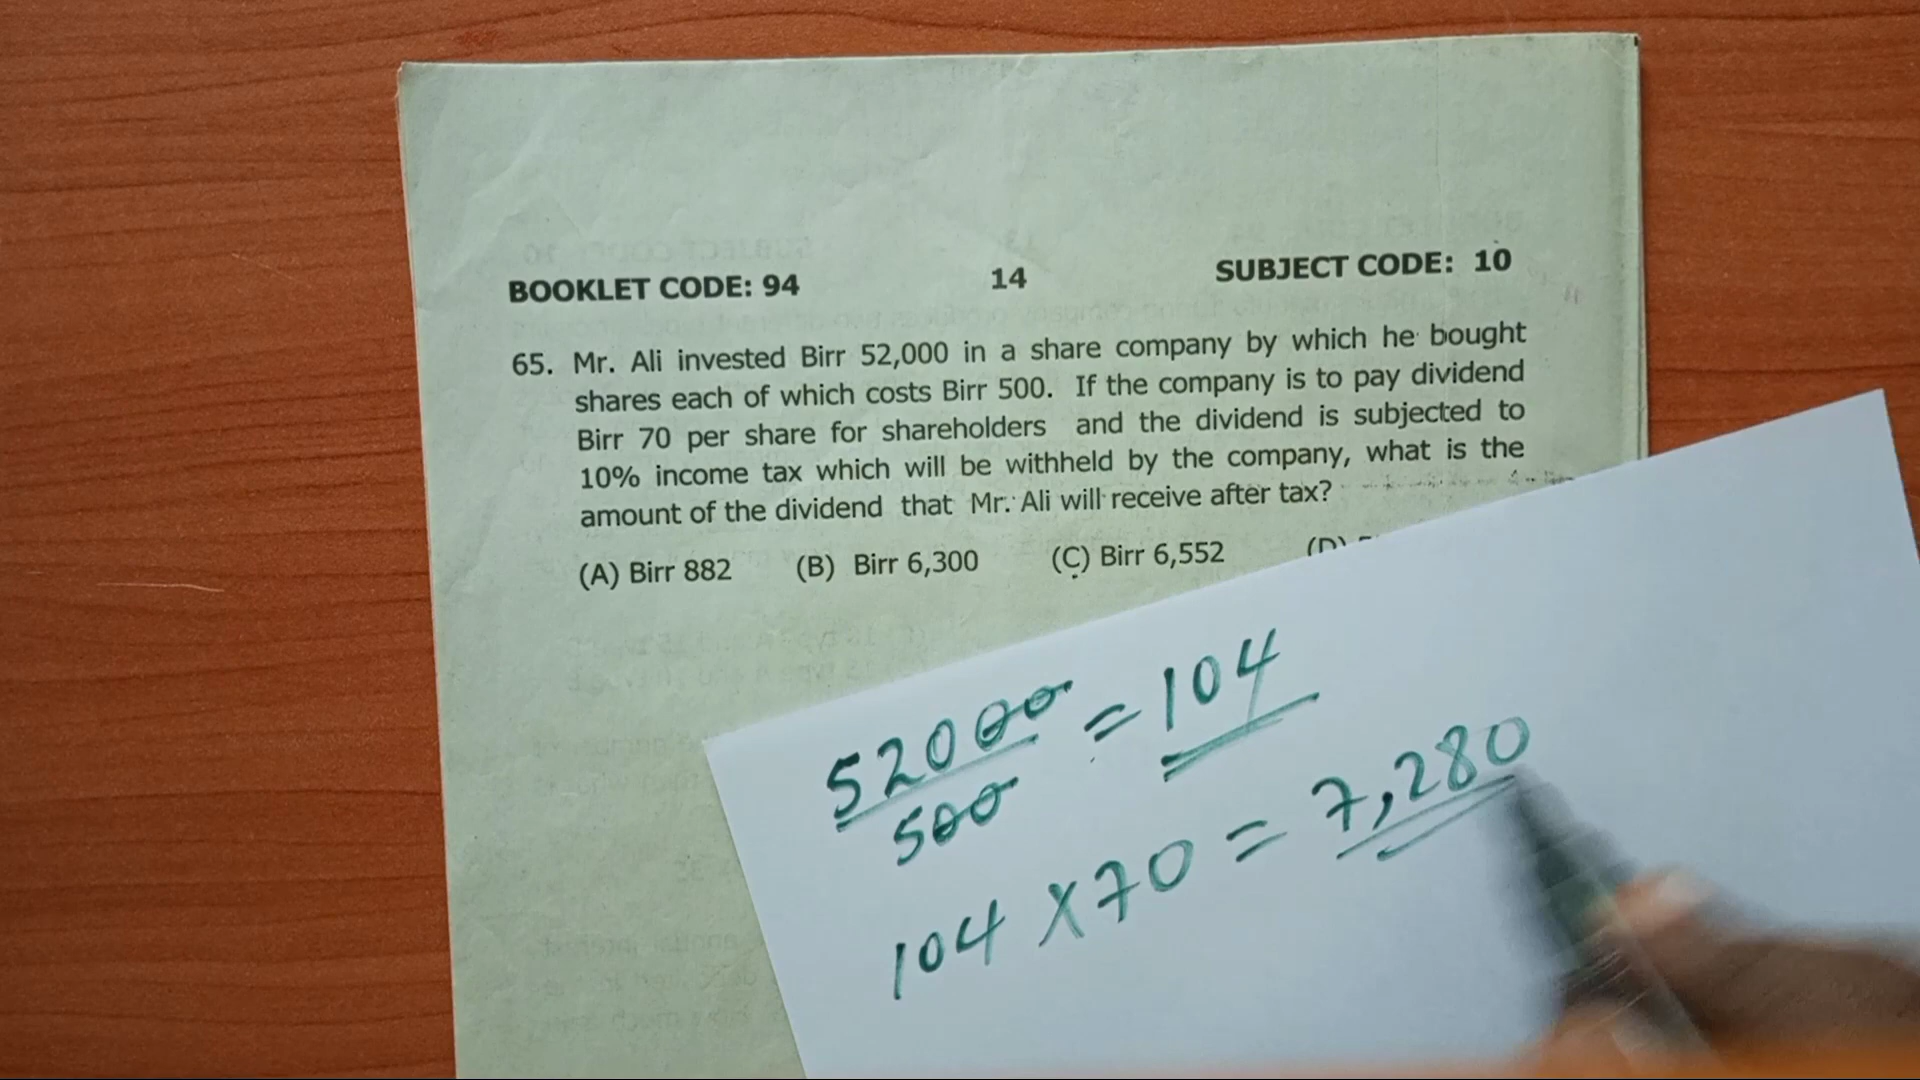 BOOKLET CODE: 94 14 SUBJECT CODE: 10
65. Mr. Ali invested Birr 52,000 in a share company by which he bought
shares each of which costs Birr 500. If the company is to pay dividend
Birr 70 per share for shareholders and the dividend is subjected to
10% income tax which will be withheld by the company, what is the
amount of the dividend that Mr. Ali will receive after tax?
(A) Birr 882 (B) Birr 6,300 (C) Birr 6,552 (D)
52000 = 104
500
104 X 70 = 7,280